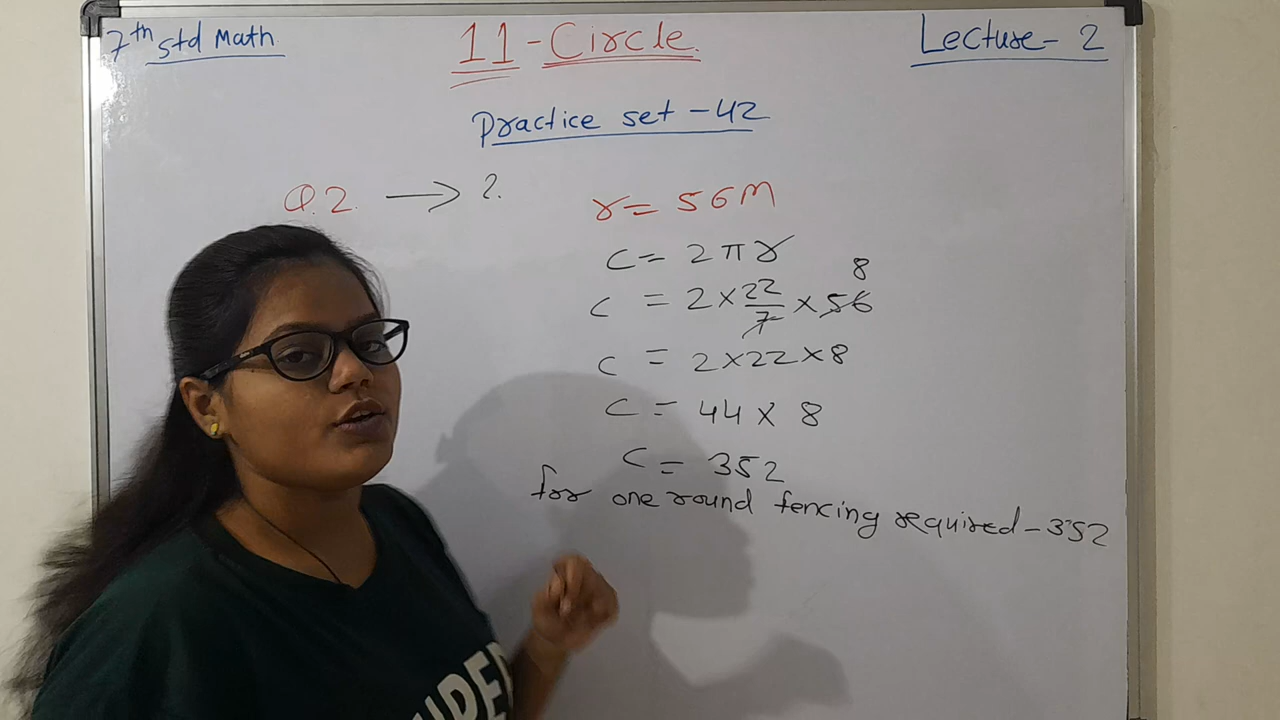 7th std Math
11-Circle.
Lecture-2
Practice set -42
Q.2. → 2.
r= 56M
c= 2πr
8
c = 2×22/7×56
c = 2×22×8
c = 44 × 8
c = 352
for one round fencing required-352